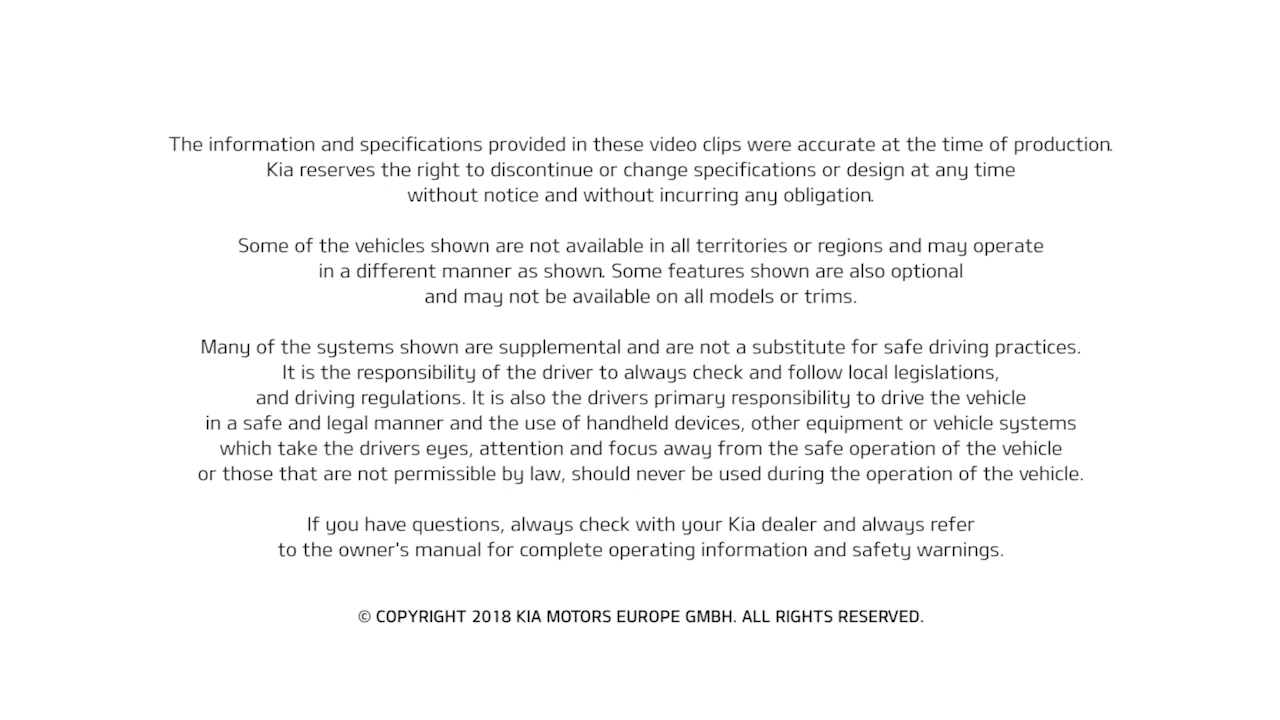 The information and specifications provided in these video clips were accurate at the time of production.
Kia reserves the right to discontinue or change specifications or design at any time
without notice and without incurring any obligation.
Some of the vehicles shown are not available in all territories or regions and may operate
in a different manner as shown. Some features shown are also optional
and may not be available on all models or trims.
Many of the systems shown are supplemental and are not a substitute for safe driving practices.
It is the responsibility of the driver to always check and follow local legislations,
and driving regulations. It is also the drivers primary responsibility to drive the vehicle
in a safe and legal manner and the use of handheld devices, other equipment or vehicle systems
which take the drivers eyes, attention and focus away from the safe operation of the vehicle
or those that are not permissible by law, should never be used during the operation of the vehicle.
If you have questions, always check with your Kia dealer and always refer
to the owner's manual for complete operating information and safety warnings.
© COPYRIGHT 2018 KIA MOTORS EUROPE GMBH. ALL RIGHTS RESERVED.